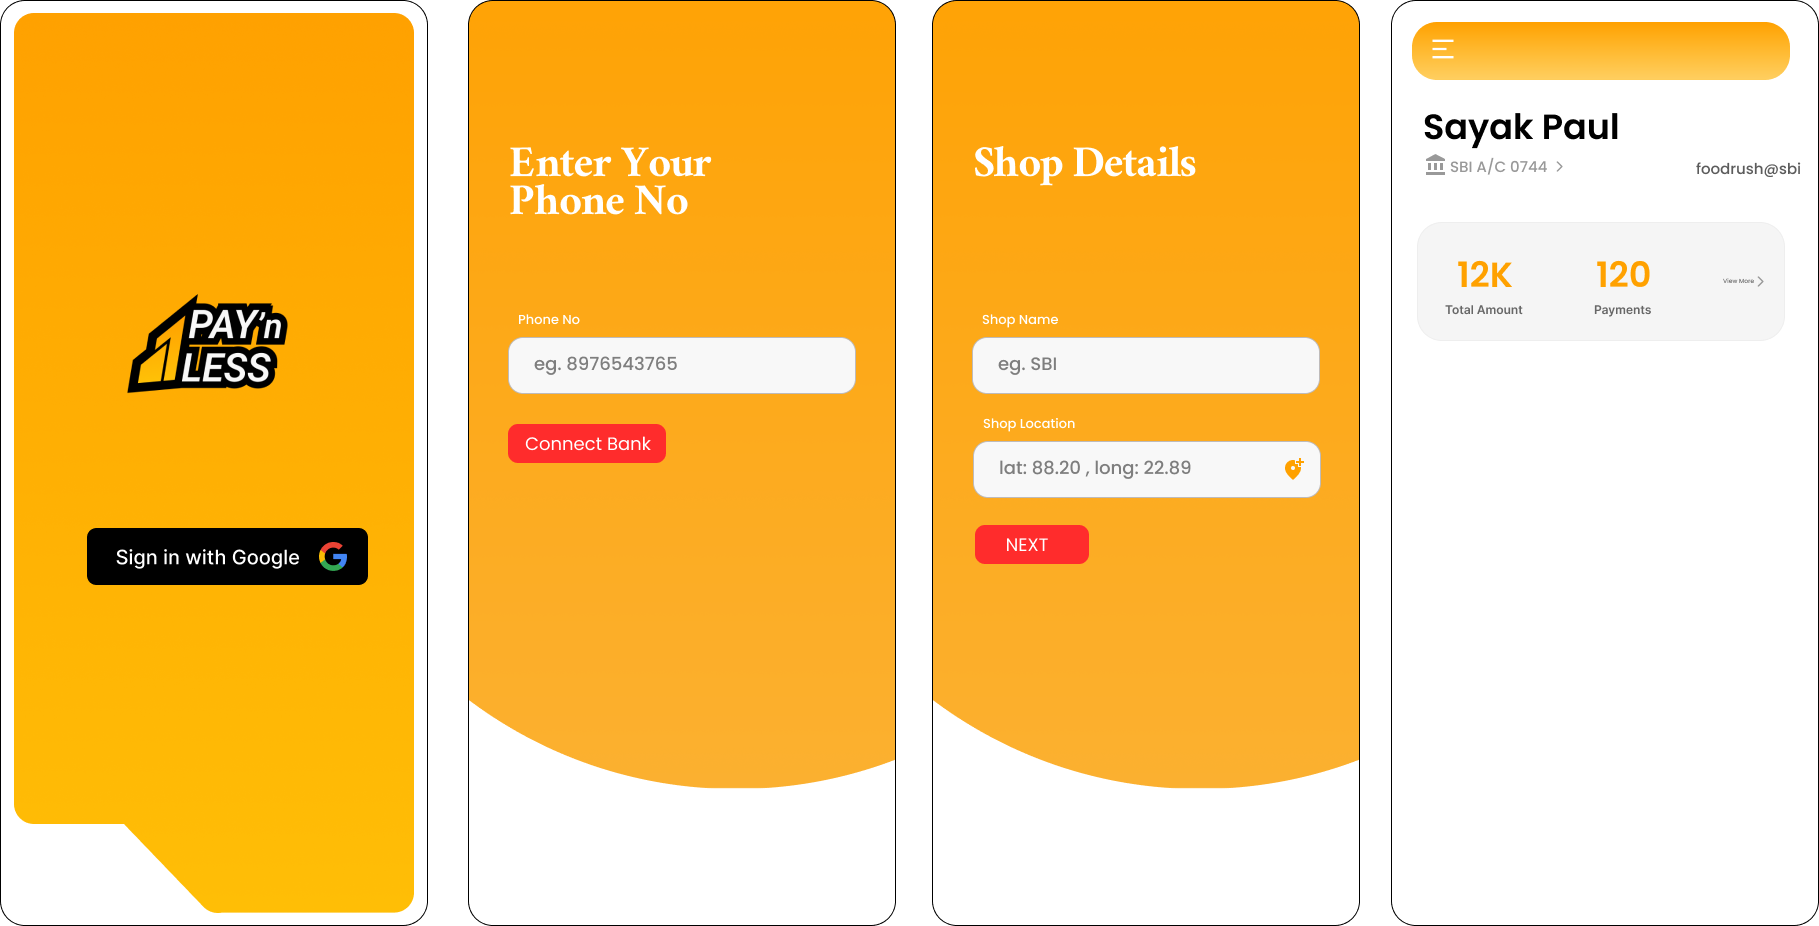 PAY'n
LESS
Sign in with Google
Enter Your
Phone No
Phone No
eg. 8976543765
Connect Bank
Shop Details
Shop Name
eg. SBI
Shop Location
lat: 88.20 , long: 22.89
NEXT
Sayak Paul
SBI A/C 0744
foodrush@sbi
12K
Total Amount
120
Payments
View More